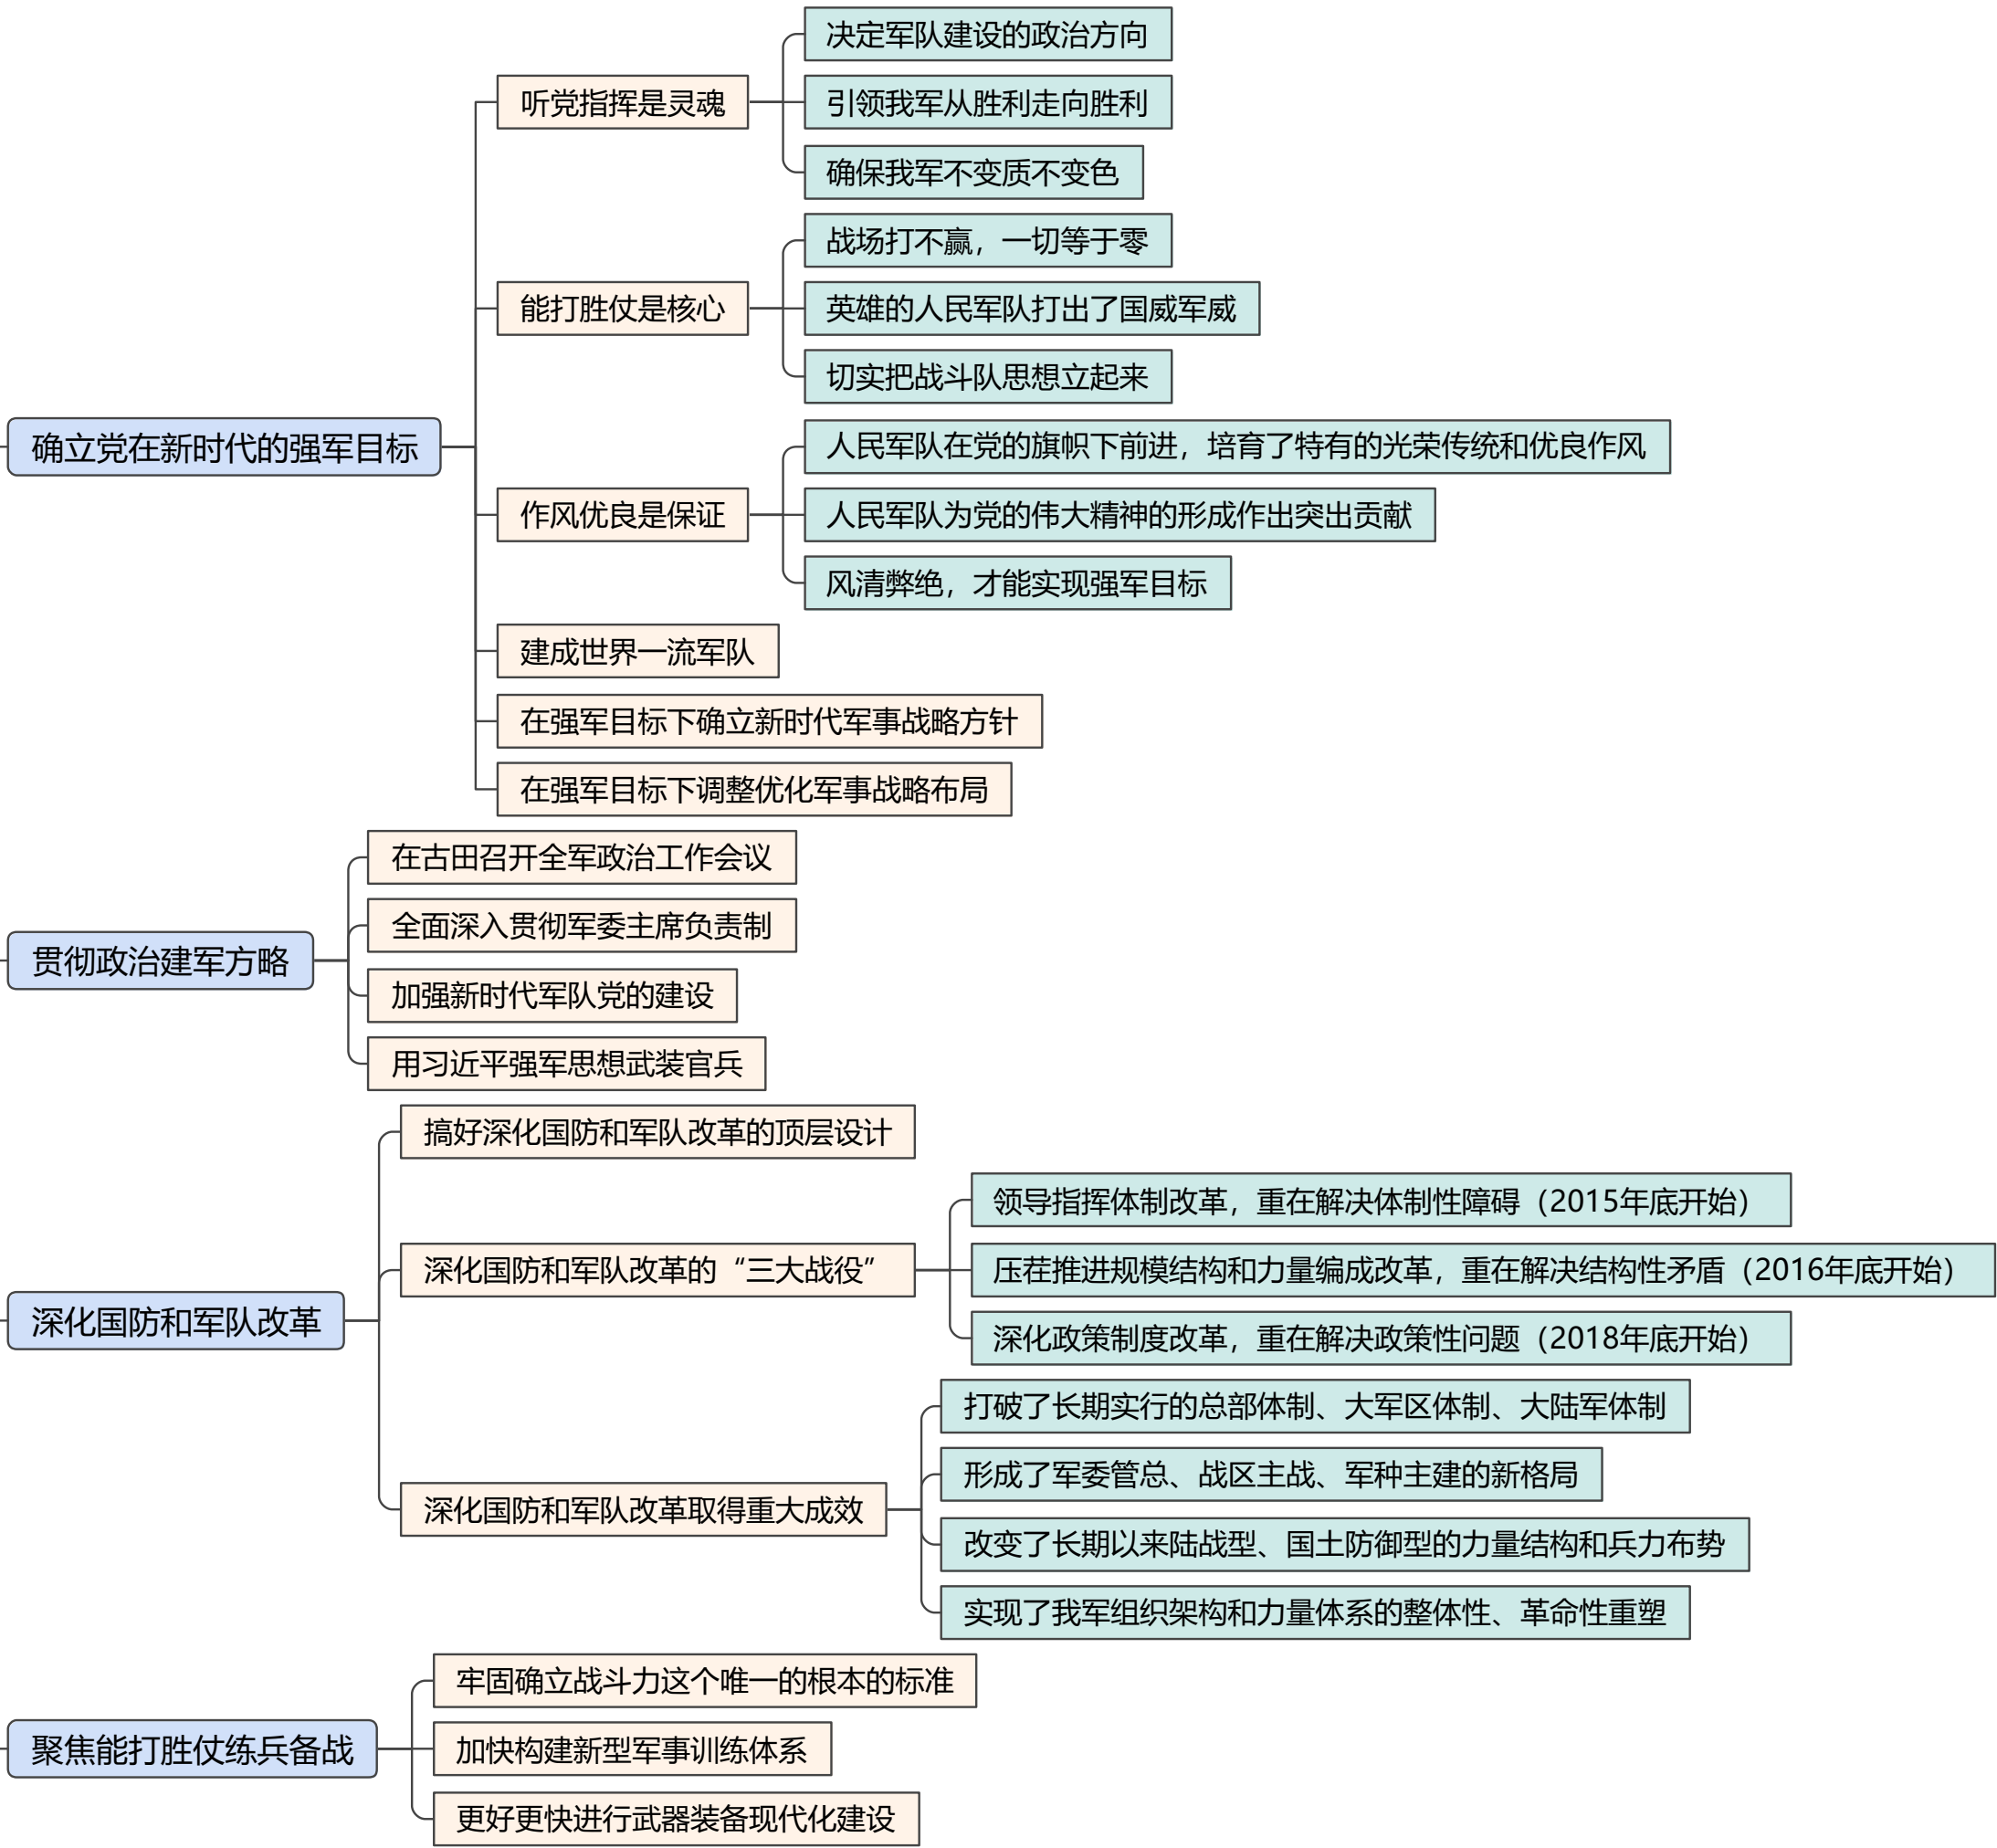 确立党在新时代的强军目标
听党指挥是灵魂
决定军队建设的政治方向
引领我军从胜利走向胜利
确保我军不变质不变色
能打胜仗是核心
战场打不赢，一切等于零
英雄的人民军队打出了国威军威
切实把战斗队思想立起来
作风优良是保证
人民军队在党的旗帜下前进，培育了特有的光荣传统和优良作风
人民军队为党的伟大精神的形成作出突出贡献
风清弊绝，才能实现强军目标
建成世界一流军队
在强军目标下确立新时代军事战略方针
在强军目标下调整优化军事战略布局
贯彻政治建军方略
在古田召开全军政治工作会议
全面深入贯彻军委主席负责制
加强新时代军队党的建设
用习近平强军思想武装官兵
深化国防和军队改革
搞好深化国防和军队改革的顶层设计
深化国防和军队改革的“三大战役”
领导指挥体制改革，重在解决体制性障碍（2015年底开始）
压茬推进规模结构和力量编成改革，重在解决结构性矛盾（2016年底开始）
深化政策制度改革，重在解决政策性问题（2018年底开始）
深化国防和军队改革取得重大成效
打破了长期实行的总部体制、大军区体制、大陆军体制
形成了军委管总、战区主战、军种主建的新格局
改变了长期以来陆战型、国土防御型的力量结构和兵力布势
实现了我军组织架构和力量体系的整体性、革命性重塑
聚焦能打胜仗练兵备战
牢固确立战斗力这个唯一的根本的标准
加快构建新型军事训练体系
更好更快进行武器装备现代化建设